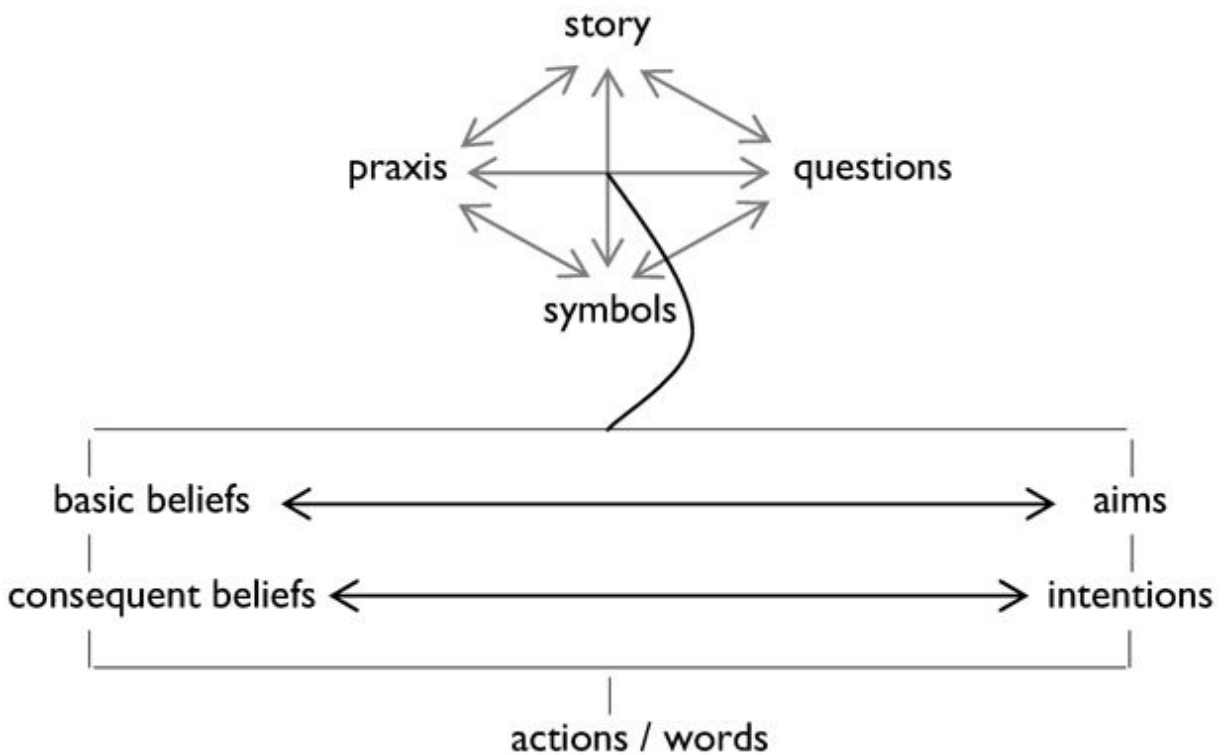 story
praxis questions
symbols
basic beliefs aims
consequent beliefs intentions
actions / words